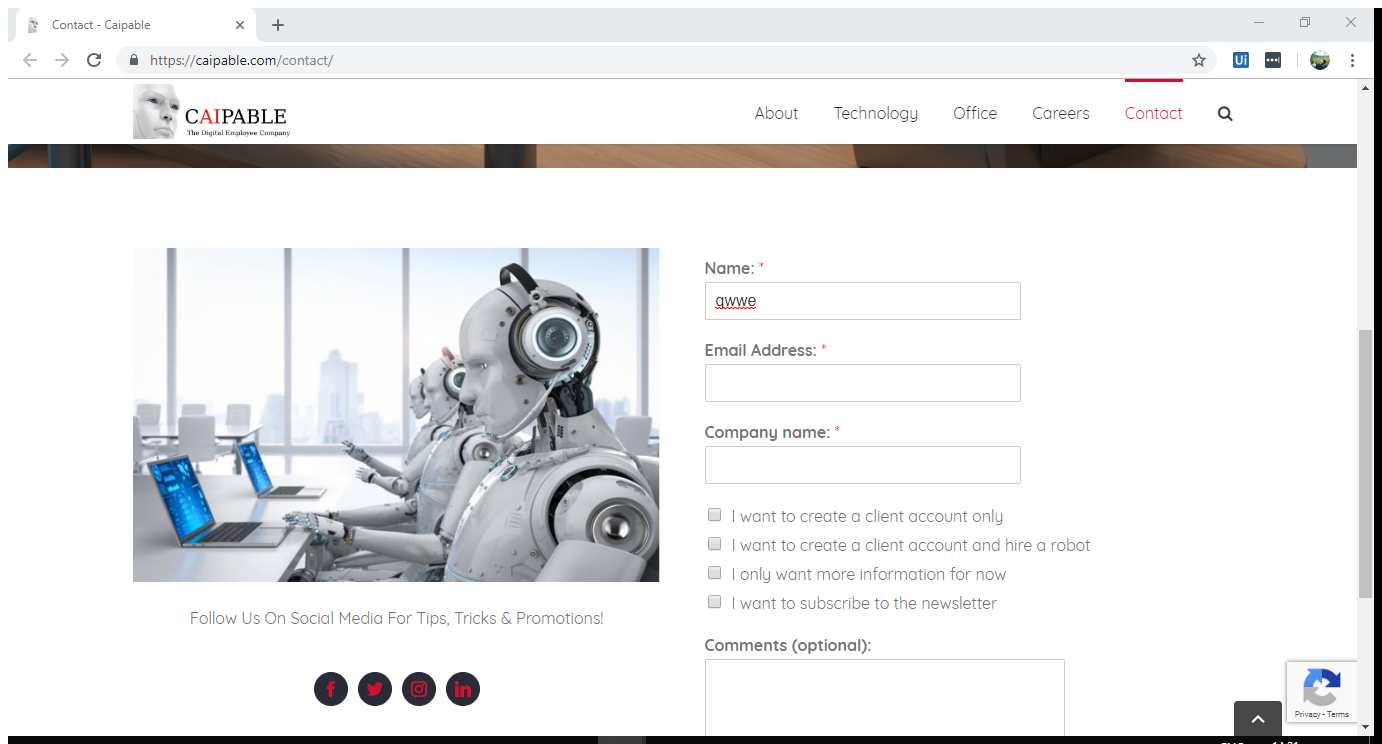 Contact - Caipable
https://caipable.com/contact/
Ui
CAIPABLE
The Digital Employee Company
About
Technology
Office
Careers
Contact
Name: *
qwwe
Email Address: *
Company name: *
I want to create a client account only
I want to create a client account and hire a robot
I only want more information for now
I want to subscribe to the newsletter
Follow Us On Social Media For Tips, Tricks & Promotions!
Comments (optional):
Privacy - Terms